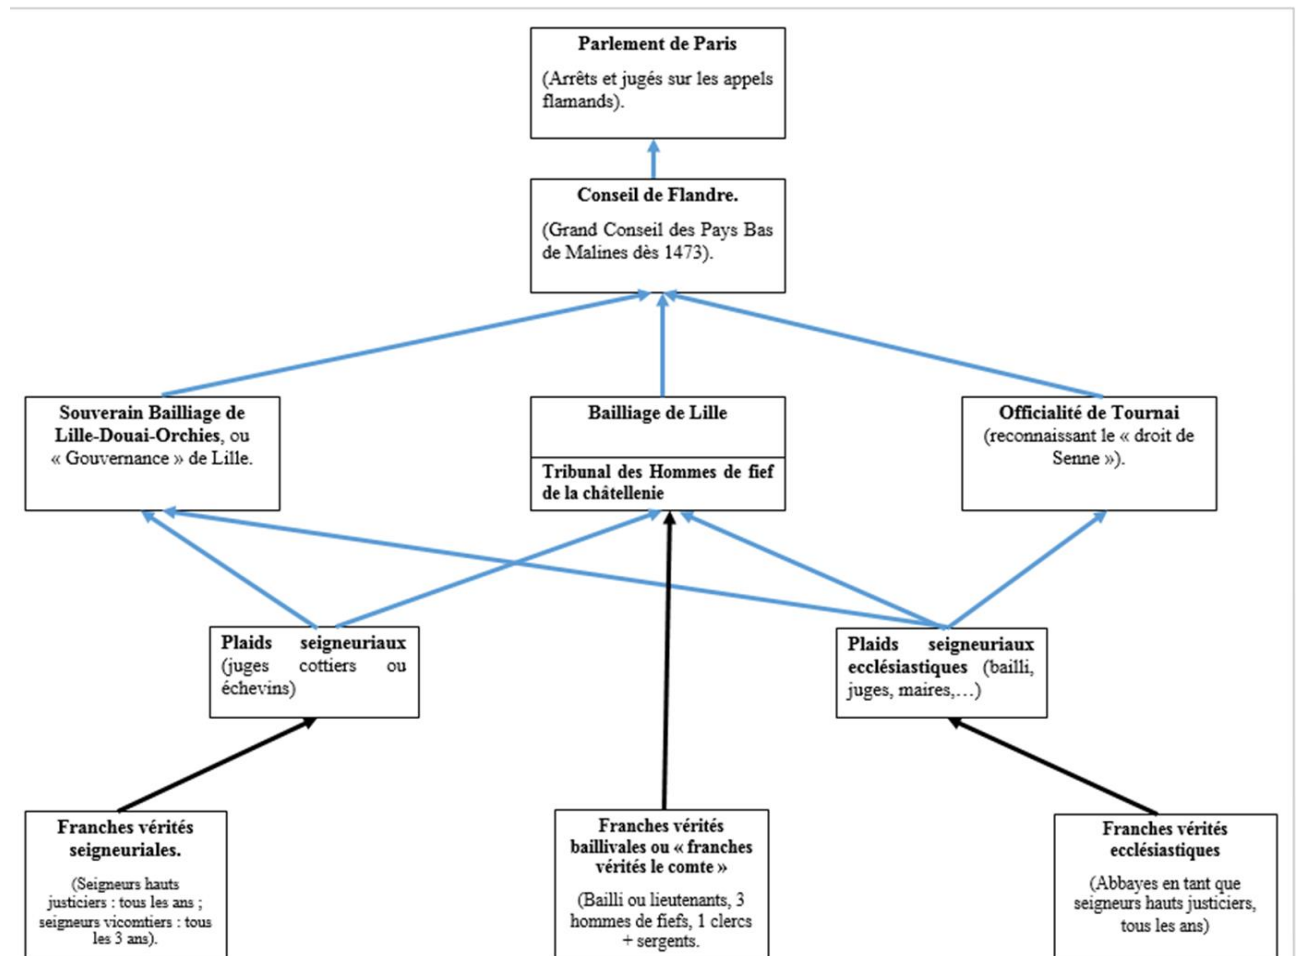 Parlement de Paris
(Arrêts et jugés sur les appels
flamands).
Conseil de Flandre.
(Grand Conseil des Pays Bas
de Malines dès 1473).
Souverain Bailliage de
Lille-Douai-Orchies, ou
« Gouvernance » de Lille.
Bailliage de Lille
Tribunal des Hommes de fief
de la châtellenie
Officialité de Tournai
(reconnaissant le « droit de
Senne »).
Plaids seigneuriaux
(juges cottiers ou
échevins)
Plaids seigneuriaux
ecclésiastiques (bailli,
juges, maires,...)
Franches vérités
seigneuriales.
(Seigneurs hauts
justiciers : tous les ans ;
seigneurs vicomtiers : tous
les 3 ans).
Franches vérités
baillivales ou « franches
vérités le comte »
(Bailli ou lieutenants, 3
hommes de fiefs, 1 clercs
+ sergents.
Franches vérités
ecclésiastiques
(Abbayes en tant que
seigneurs hauts justiciers,
tous les ans)